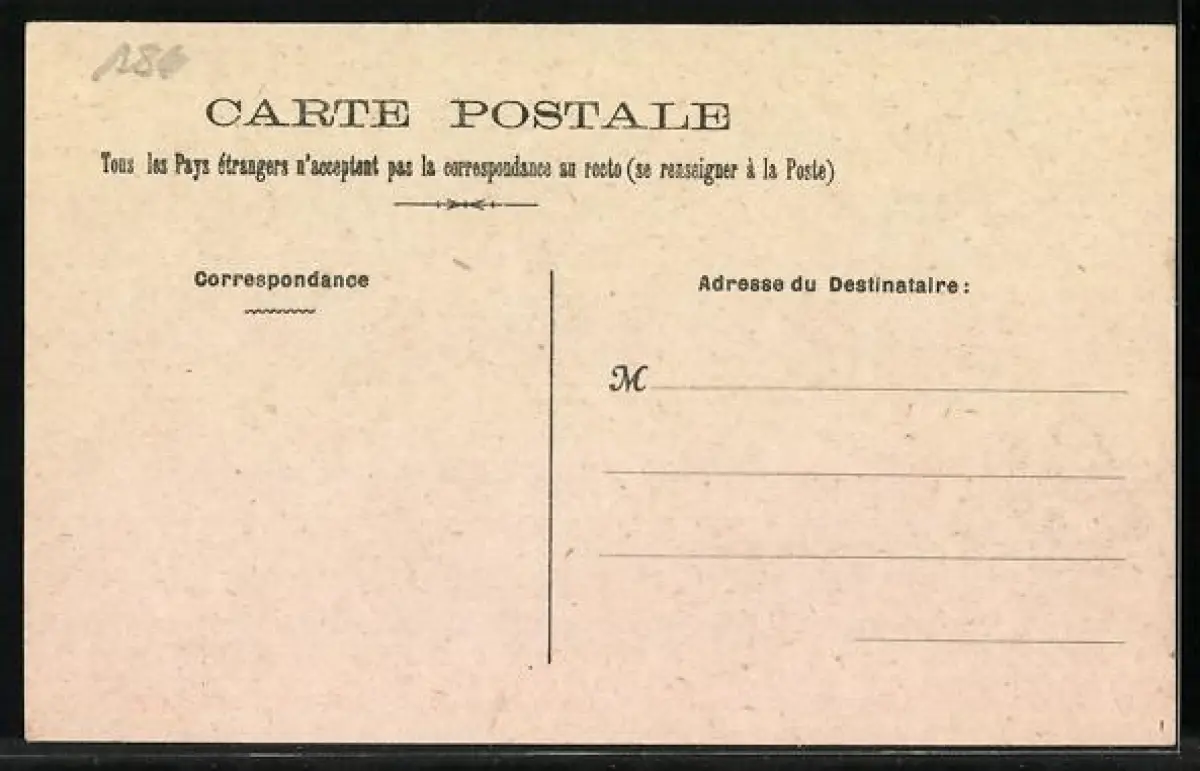 186
CARTE POSTALE
Tous les Pays étrangers n'acceptent pas la correspondance au recto (se renseigner à la Poste)
Correspondance
Adresse du Destinataire:
M